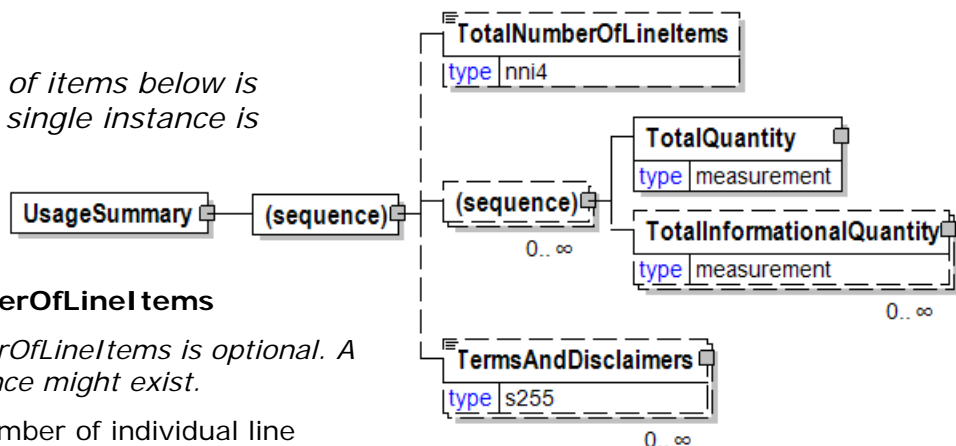 TotalNumberOfLineItems
type nni4
of items below is
single instance is
TotalQuantity
type measurement
UsageSummary
(sequence)
(sequence)
0.. ∞
TotalInformationalQuantity
type measurement
0.. ∞
erOfLineItems
rOfLineItems is optional. A
nce might exist.
TermsAndDisclaimers
type s255
mber of individual line
0.. ∞